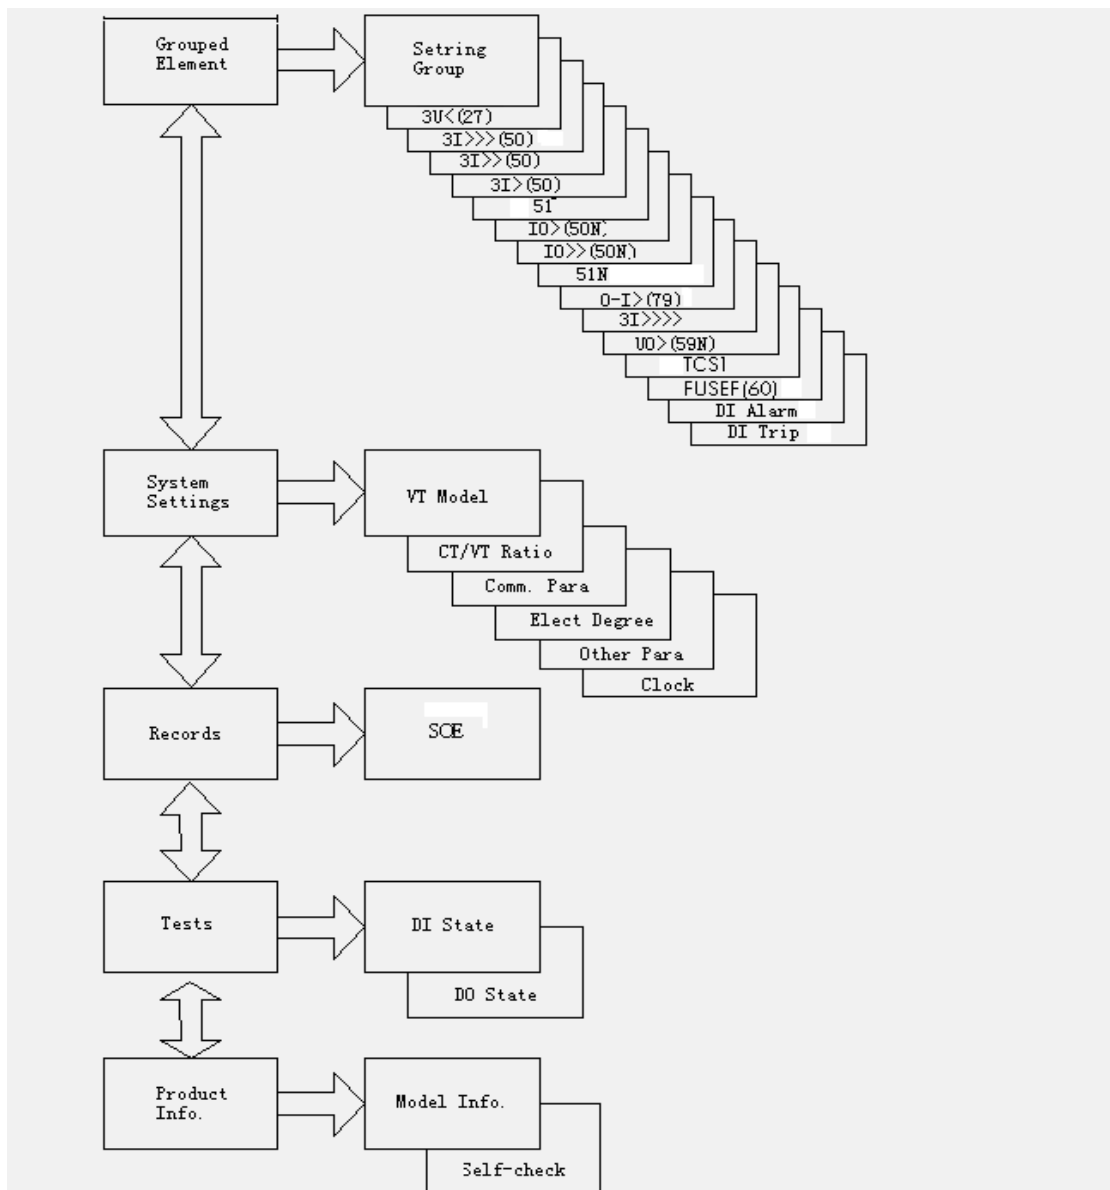 Grouped
Element
Setring
Group
3U<(27)
3I>>>(50)
3I>>(50)
3I>(50)
51
I0>(50N)
I0>>(50N)
51N
0-I>(79)
3I>>>>
U0>(59N)
TCS1
FUSEF(60)
DI Alarm
DI Trip
System
Settings
VT Model
CT/VT Ratio
Comm. Para
Elect Degree
Other Para
Clock
Records
SOE
Tests
DI State
DO State
Product
Info.
Model Info.
Self-check